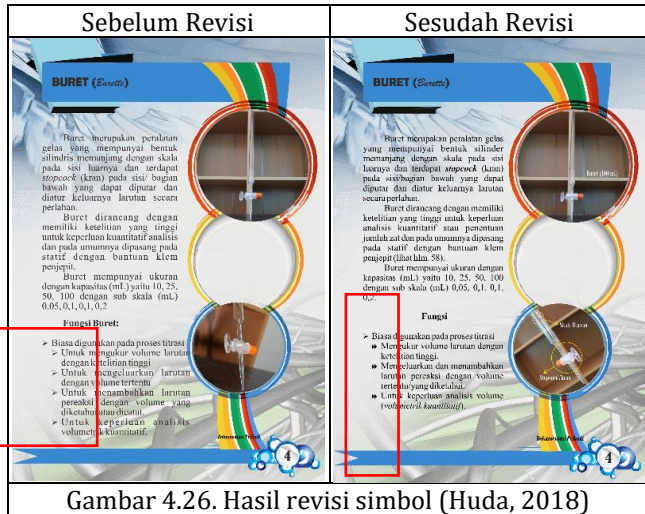 Sebelum Revisi
Sesudah Revisi
BURET (Burette)
Buret merupakan peralatan
gelas yang mempunyai bentuk
silindris memanjang dengan skala
pada sisi luarnya dan terdapat
stopcock (kran) pada sisi/ bagian
bawah yang dapat diputar dan
diatur keluarnya larutan secara
perlahan.
Buret dirancang dengan
memiliki ketelitian yang tinggi
untuk keperluan kuantitatif analisis
dan pada umumnya dipasang pada
statif dengan bantuan klem
penjepit.
Buret mempunyai ukuran
dengan kapasitas (mL) yaitu 10, 25,
50, 100 dengan sub skala (mL)
0,05, 0,1, 0,1, 0,2
Fungsi Buret:
➢ Biasa digunakan pada proses titrasi
➢ Untuk mengukur volume larutan
dengan ketelitian tinggi
➢ Untuk mengeluarkan larutan
dengan volume tertentu
➢ Untuk menambahkan larutan
pereaksi dengan volume yang
diketahui atau dicatat.
➢ Untuk keperluan analisis
volumetrik kuantitatif.
4
BURET (Burette)
Buret merupakan peralatan gelas
yang mempunyai bentuk silinder
memanjang dengan skala pada sisi
luarnya dan terdapat stopcock (kran)
pada sisi/bagian bawah yang dapat
diputar dan diatur keluarnya larutan
secara perlahan.
Buret dirancang dengan memiliki
ketelitian yang tinggi untuk keperluan
analisis kuantitatif atau penentuan
jumlah zat dan pada umumnya dipasang
pada statif dengan bantuan klem
penjepit (lihat hlm. 58).
Buret mempunyai ukuran dengan
kapasitas (mL) yaitu 10, 25, 50, 100
dengan sub skala (mL) 0,05, 0,1, 0,1,
0,2.
Fungsi
➢ Biasa digunakan pada proses titrasi
Mengukur volume larutan dengan
ketelitian tinggi.
Mengeluarkan dan menambahkan
larutan pereaksi dengan volume
tertentu/yang diketahui.
Untuk keperluan analisis volume
(volumetrik kuantitatif).
4
Gambar 4.26. Hasil revisi simbol (Huda, 2018)